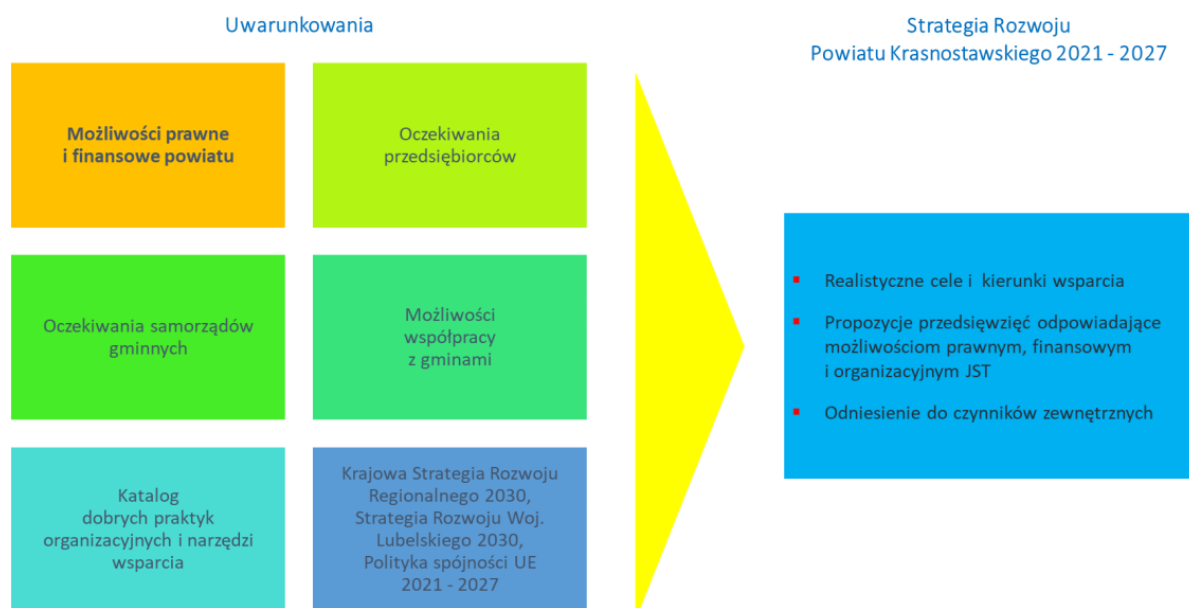 Uwarunkowania
Strategia Rozwoju
Powiatu Krasnostawskiego 2021 - 2027
Możliwości prawne
i finansowe powiatu
Oczekiwania
przedsiębiorców
Oczekiwania samorządów
gminnych
Możliwości
współpracy
z gminami
Katalog
dobrych praktyk
organizacyjnych i narzędzi
wsparcia
Krajowa Strategia Rozwoju
Regionalnego 2030,
Strategia Rozwoju Woj.
Lubelskiego 2030,
Polityka spójności UE
2021 - 2027
Realistyczne cele i kierunki wsparcia
Propozycje przedsięwzięć odpowiadające
możliwościom prawnym, finansowym
i organizacyjnym JST
Odniesienie do czynników zewnętrznych